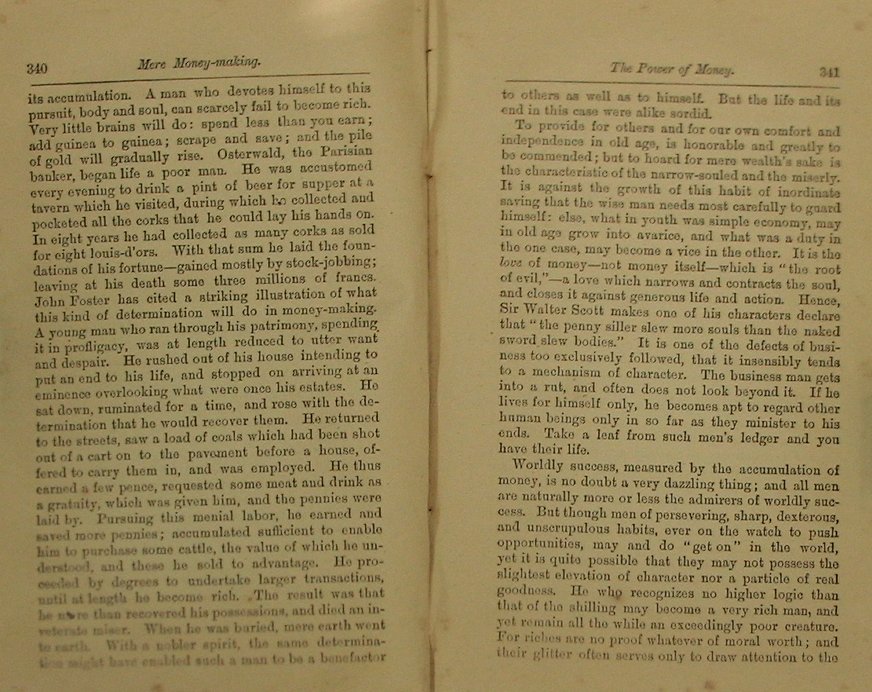 340 Mere Money-making.
its accumulation. A man who devotes himself to this
pursuit, body and soul, can scarcely fail to become rich.
Very little brains will do: spend less than you earn;
add guinea to guinea; scrape and save; and the pile
of gold will gradually rise. Osterwald, the Parisian
banker, began life a poor man. He was accustomed
every evening to drink a pint of beer for supper at a
tavern which he visited, during which he collected and
pocketed all the corks that he could lay his hands on.
In eight years he had collected as many corks as sold
for eight louis-d'ors. With that sum he laid the foun-
dations of his fortune—gained mostly by stock-jobbing;
leaving at his death some three millions of francs.
John Foster has cited a striking illustration of what
this kind of determination will do in money-making.
A young man who ran through his patrimony, spending
it in profligacy, was at length reduced to utter want
and despair. He rushed out of his house intending to
put an end to his life, and stopped on arriving at an
eminence overlooking what were once his estates. He
sat down, ruminated for a time, and rose with the de-
termination that he would recover them. He returned
to the streets, saw a load of coals which had been shot
out of a cart on to the pavement before a house, of-
fered to carry them in, and was employed. He thus
earned a few pence, requested some meat and drink as
a gratuity, which was given him, and the pennies were
laid by. Pursuing this menial labor, he earned and
saved more pennies; accumulated sufficient to enable
him to purchase some cattle, the value of which he un-
derstood, and these he sold to advantage. He pro-
ceeded by degrees to undertake larger transactions,
until at length he become rich. The result was that
he more than recovered his possessions, and died an in-
veterate miser. When he was buried, mere earth went
to earth. With a nobler spirit, the same determina-
tion might have enabled such a man to be a benefactor
The Power of Money. 341
to others as well as to himself. But the life and its
end in this case were alike sordid.
To provide for others and for our own comfort and
independence in old age, is honorable and greatly to
be commended; but to hoard for mere wealth's sake is
the characteristic of the narrow-souled and the miserly.
It is against the growth of this habit of inordinate
saving that the wise man needs most carefully to guard
himself: else, what in youth was simple economy, may
in old age grow into avarice, and what was a duty in
the one case, may become a vice in the other. It is the
love of money—not money itself—which is "the root
of evil,"—a love which narrows and contracts the soul,
and closes it against generous life and action. Hence,
Sir Walter Scott makes one of his characters declare
that "the penny siller slew more souls than the naked
sword slew bodies." It is one of the defects of busi-
ness too exclusively followed, that it insensibly tends
to a mechanism of character. The business man gets
into a rut, and often does not look beyond it. If he
lives for himself only, he becomes apt to regard other
human beings only in so far as they minister to his
ends. Take a leaf from such men's ledger and you
have their life.
Worldly success, measured by the accumulation of
money, is no doubt a very dazzling thing; and all men
are naturally more or less the admirers of worldly suc-
cess. But though men of persevering, sharp, dexterous,
and unscrupulous habits, ever on the watch to push
opportunities, may and do "get on" in the world,
yet it is quite possible that they may not possess the
slightest elevation of character nor a particle of real
goodness. He who recognizes no higher logic than
that of the shilling may become a very rich man, and
yet remain all the while an exceedingly poor creature.
For riches are no proof whatever of moral worth; and
their glitter often serves only to draw attention to the